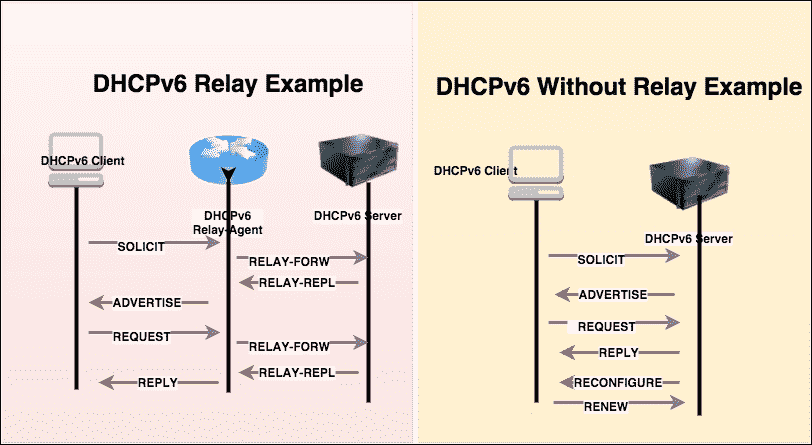 DHCPv6 Relay Example
DHCPv6 Client
DHCPv6
Relay-Agent
DHCPv6 Server
SOLICIT
RELAY-FORW
RELAY-REPL
ADVERTISE
REQUEST
RELAY-FORW
RELAY-REPL
REPLY
DHCPv6 Without Relay Example
DHCPv6 Client
DHCPv6 Server
SOLICIT
ADVERTISE
REQUEST
REPLY
RECONFIGURE
RENEW